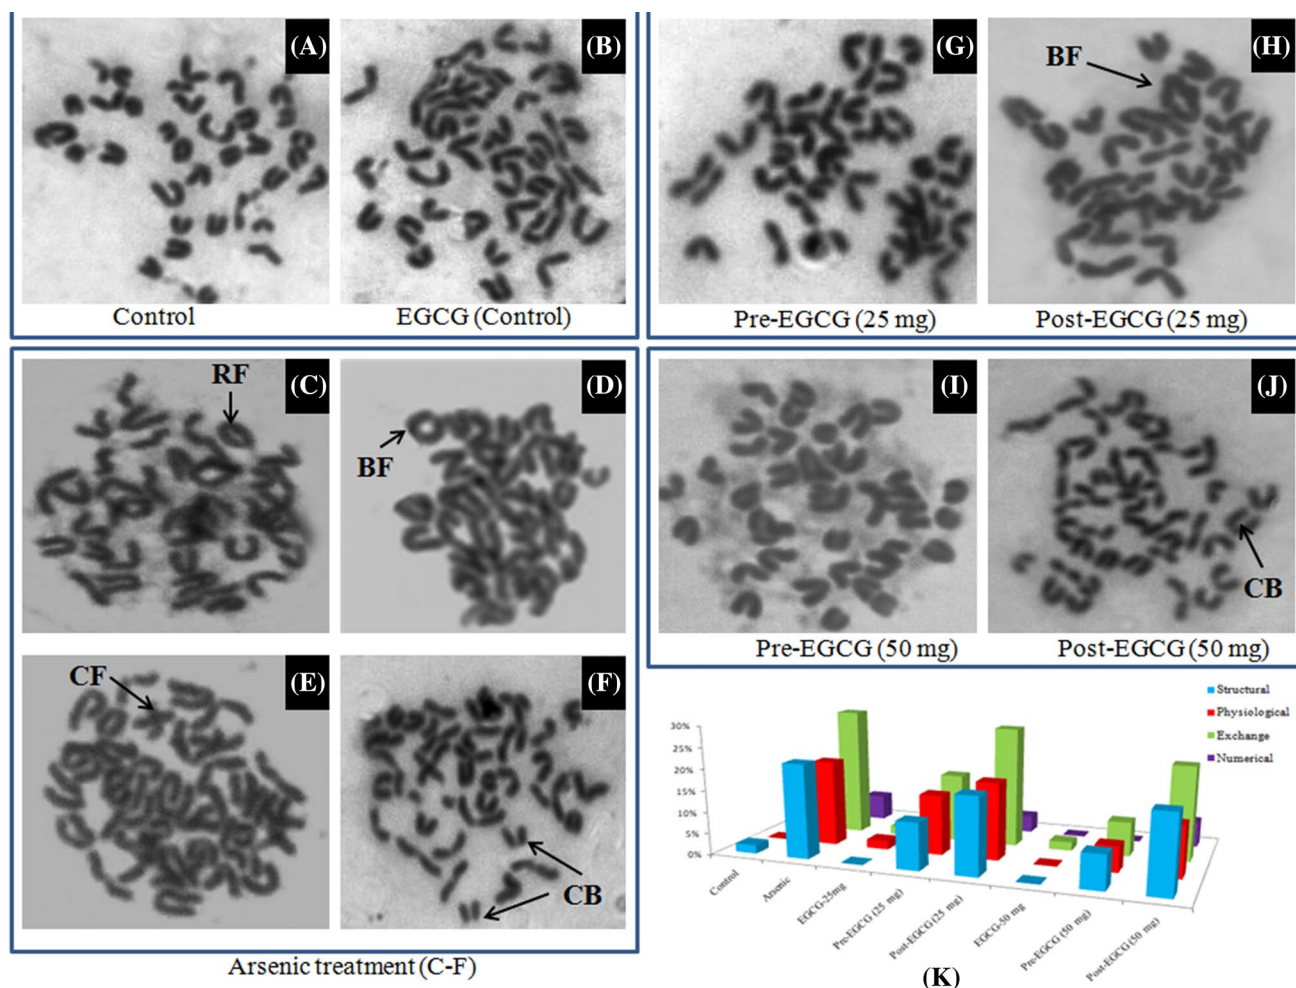 (A)
(B)
Control
EGCG (Control)
(G)
BF
(H)
Pre-EGCG (25 mg)
Post-EGCG (25 mg)
RF
(C)
BF
(D)
CF
(E)
(F)
CB
Arsenic treatment (C-F)
(I)
(J)
CB
Pre-EGCG (50 mg)
Post-EGCG (50 mg)
Structural
Physiological
Exchange
Numerical
30%
25%
20%
15%
10%
5%
0%
Control
Arsenic
EGCG-25mg
Pre-EGCG (25 mg)
Post-EGCG (25 mg)
EGCG-50 mg
Pre-EGCG (50 mg)
Post-EGCG (50 mg)
(K)